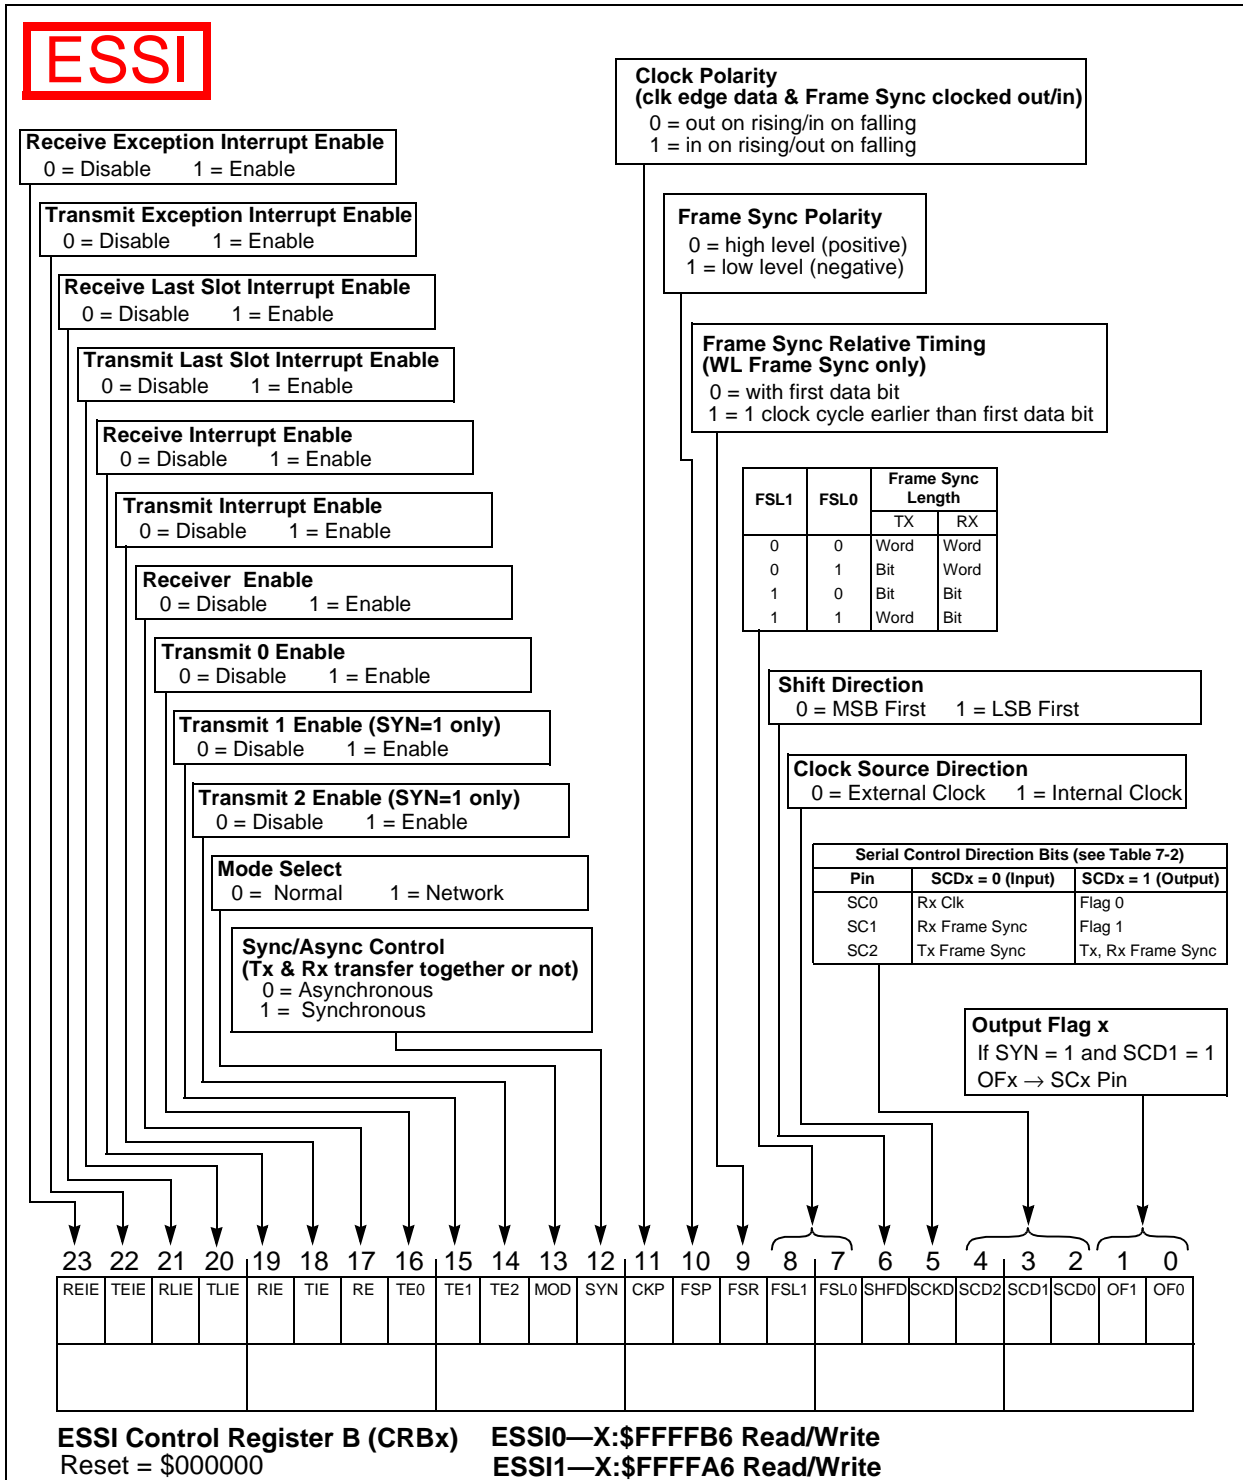 ESSI
Receive Exception Interrupt Enable
0 = Disable 1 = Enable
Transmit Exception Interrupt Enable
0 = Disable 1 = Enable
Receive Last Slot Interrupt Enable
0 = Disable 1 = Enable
Transmit Last Slot Interrupt Enable
0 = Disable 1 = Enable
Receive Interrupt Enable
0 = Disable 1 = Enable
Transmit Interrupt Enable
0 = Disable 1 = Enable
Receiver Enable
0 = Disable 1 = Enable
Transmit 0 Enable
0 = Disable 1 = Enable
Transmit 1 Enable (SYN=1 only)
0 = Disable 1 = Enable
Transmit 2 Enable (SYN=1 only)
0 = Disable 1 = Enable
Mode Select
0 = Normal 1 = Network
Sync/Async Control
(Tx & Rx transfer together or not)
0 = Asynchronous
1 = Synchronous
Clock Polarity
(clk edge data & Frame Sync clocked out/in)
0 = out on rising/in on falling
1 = in on rising/out on falling
Frame Sync Polarity
0 = high level (positive)
1 = low level (negative)
Frame Sync Relative Timing
(WL Frame Sync only)
0 = with first data bit
1 = 1 clock cycle earlier than first data bit
FSL1 FSL0 Frame Sync Length
TX RX
0 0 Word Word
0 1 Bit Word
1 0 Bit Bit
1 1 Word Bit
Shift Direction
0 = MSB First 1 = LSB First
Clock Source Direction
0 = External Clock 1 = Internal Clock
Serial Control Direction Bits (see Table 7-2)
Pin SCDx = 0 (Input) SCDx = 1 (Output)
SC0 Rx Clk Flag 0
SC1 Rx Frame Sync Flag 1
SC2 Tx Frame Sync Tx, Rx Frame Sync
Output Flag x
If SYN = 1 and SCD1 = 1
OFx → SCx Pin
23 22 21 20 19 18 17 16 15 14 13 12 11 10 9 8 7 6 5 4 3 2 1 0
REIE TEIE RLIE TLIE RIE TIE RE TE0 TE1 TE2 MOD SYN CKP FSP FSR FSL1 FSL0 SHFD SCKD SCD2 SCD1 SCD0 OF1 OF0
ESSI Control Register B (CRBx) ESSI0—X:$FFFFB6 Read/Write
Reset = $000000 ESSI1—X:$FFFFA6 Read/Write